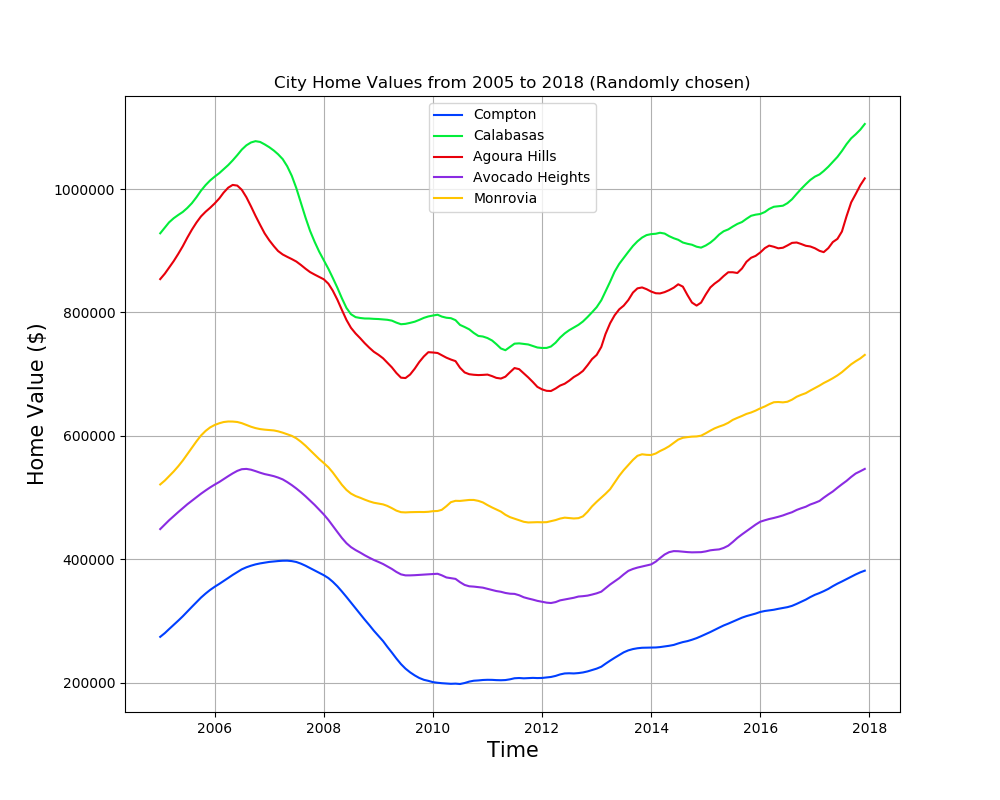 City Home Values from 2005 to 2018 (Randomly chosen)
Compton
Calabasas
Agoura Hills
Avocado Heights
Monrovia
Home Value ($)
1000000
800000
600000
400000
200000
2006 2008 2010 2012 2014 2016 2018
Time